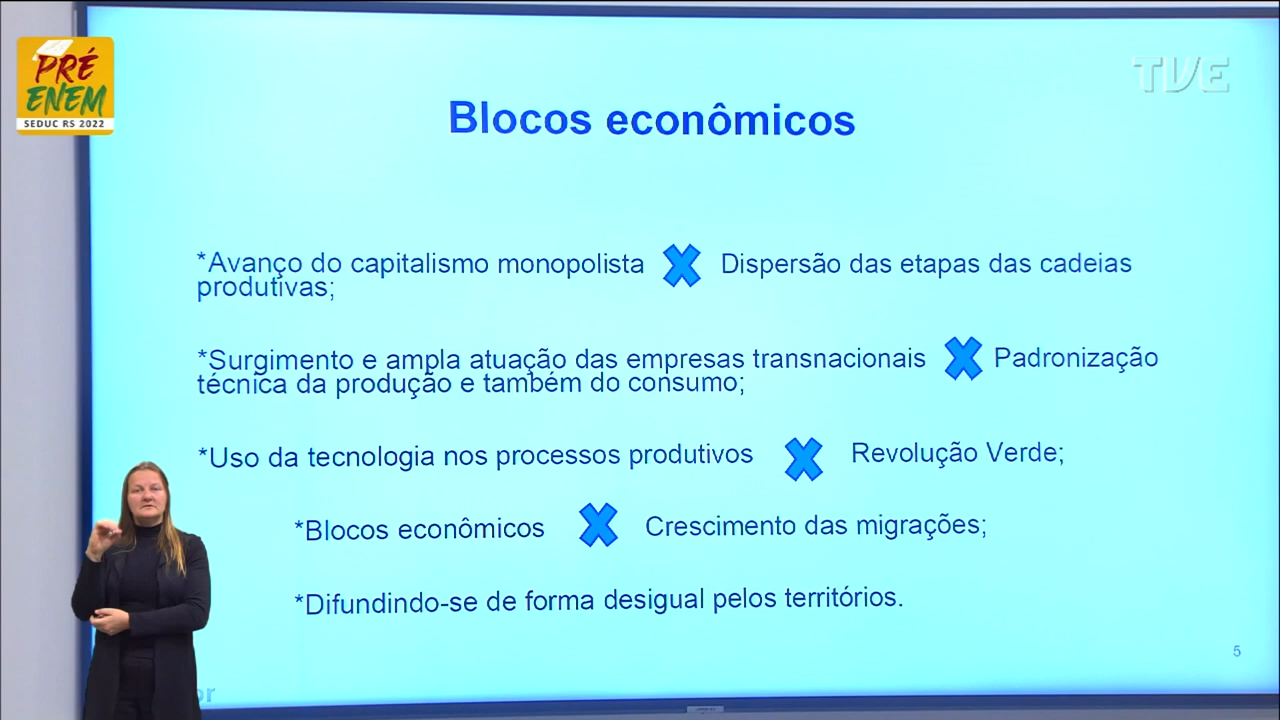 PRÉ
ENEM
SEDUC RS 2022
TVE
Blocos econômicos
*Avanço do capitalismo monopolista Dispersão das etapas das cadeias
produtivas;
*Surgimento e ampla atuação das empresas transnacionais Padronização
técnica da produção e também do consumo;
*Uso da tecnologia nos processos produtivos Revolução Verde;
*Blocos econômicos Crescimento das migrações;
*Difundindo-se de forma desigual pelos territórios.
5
or